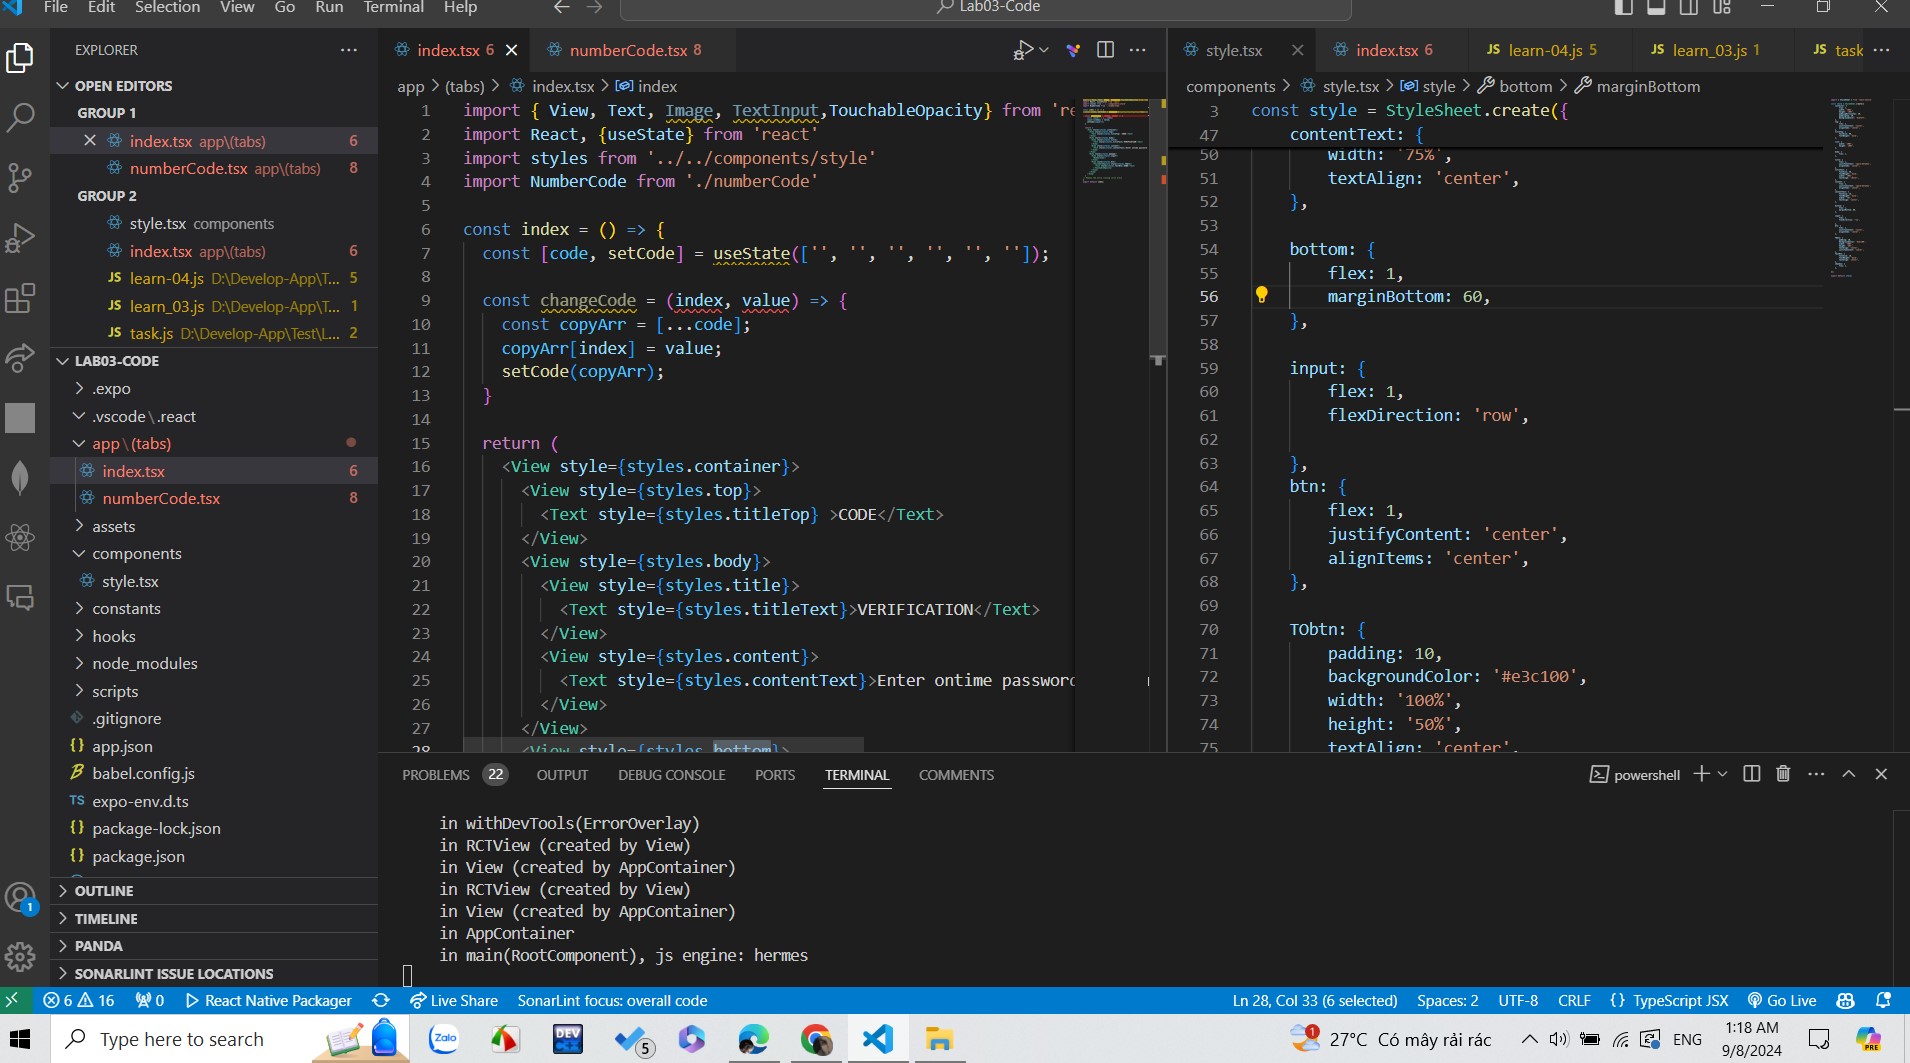 File Edit Selection View Go Run Terminal Help
Lab03-Code
EXPLORER
OPEN EDITORS
GROUP 1
index.tsx app\(tabs) 6
numberCode.tsx app\(tabs) 8
GROUP 2
style.tsx components
index.tsx app\(tabs) 6
JS learn-04.js D:\Develop-App\T... 5
JS learn_03.js D:\Develop-App\T... 1
JS task.js D:\Develop-App\Test\L... 2
LAB03-CODE
.expo
.vscode\.react
app\(tabs)
index.tsx 6
numberCode.tsx 8
assets
components
style.tsx
constants
hooks
node_modules
scripts
.gitignore
{} app.json
babel.config.js
TS expo-env.d.ts
{} package-lock.json
{} package.json
OUTLINE
TIMELINE
PANDA
SONARLINT ISSUE LOCATIONS
1
index.tsx 6 numberCode.tsx 8
app > (tabs) > index.tsx > index
1 import { View, Text, Image, TextInput,TouchableOpacity} from 're
2 import React, {useState} from 'react'
3 import styles from '../../components/style'
4 import NumberCode from './numberCode'
5
6 const index = () => {
7 const [code, setCode] = useState(['', '', '', '', '', '']);
8
9 const changeCode = (index, value) => {
10 const copyArr = [...code];
11 copyArr[index] = value;
12 setCode(copyArr);
13 }
14
15 return (
16 <View style={styles.container}>
17 <View style={styles.top}>
18 <Text style={styles.titleTop} >CODE</Text>
19 </View>
20 <View style={styles.body}>
21 <View style={styles.title}>
22 <Text style={styles.titleText}>VERIFICATION</Text>
23 </View>
24 <View style={styles.content}>
25 <Text style={styles.contentText}>Enter ontime password
26 </View>
27 </View>
28 <View style={styles.bottom}>
style.tsx index.tsx 6 JS learn-04.js 5 JS learn_03.js 1 JS task
components > style.tsx > style > bottom > marginBottom
3 const style = StyleSheet.create({
47 contentText: {
50 width: '75%',
51 textAlign: 'center',
52 },
53
54 bottom: {
55 flex: 1,
56 marginBottom: 60,
57 },
58
59 input: {
60 flex: 1,
61 flexDirection: 'row',
62
63 },
64 btn: {
65 flex: 1,
66 justifyContent: 'center',
67 alignItems: 'center',
68 },
69
70 TObtn: {
71 padding: 10,
72 backgroundColor: '#e3c100',
73 width: '100%',
74 height: '50%',
75 textAlign: 'center',
PROBLEMS 22 OUTPUT DEBUG CONSOLE PORTS TERMINAL COMMENTS
powershell
in withDevTools(ErrorOverlay)
in RCTView (created by View)
in View (created by AppContainer)
in RCTView (created by View)
in View (created by AppContainer)
in AppContainer
in main(RootComponent), js engine: hermes
6 16 0 React Native Packager Live Share SonarLint focus: overall code
Ln 28, Col 33 (6 selected) Spaces: 2 UTF-8 CRLF {} TypeScript JSX Go Live
Type here to search
Zalo
DEV
5
1
27°C Có mây rải rác
ENG
1:18 AM
9/8/2024
PRE